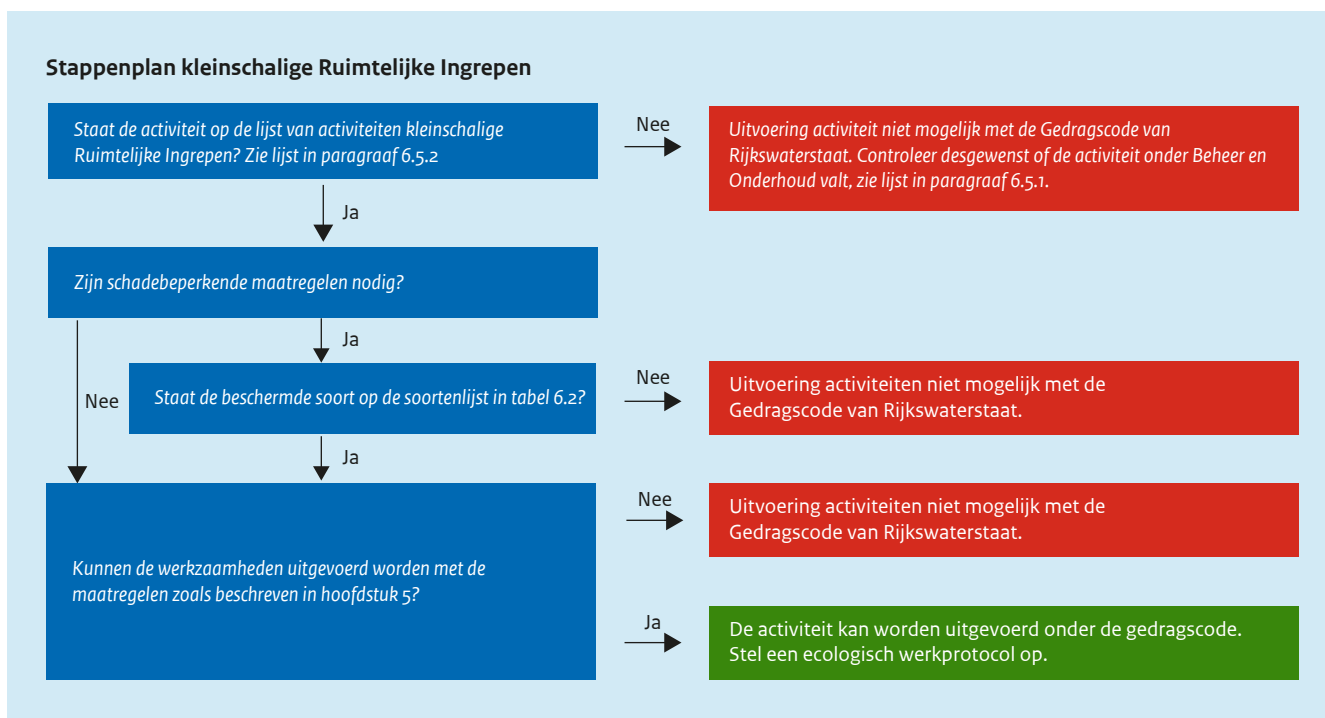 Stappenplan kleinschalige Ruimtelijke Ingrepen
Staat de activiteit op de lijst van activiteiten kleinschalige
Ruimtelijke Ingrepen? Zie lijst in paragraaf 6.5.2
Nee
Uitvoering activiteit niet mogelijk met de Gedragscode van
Rijkswaterstaat. Controleer desgewenst of de activiteit onder Beheer en
Onderhoud valt, zie lijst in paragraaf 6.5.1.
Ja
Zijn schadebeperkende maatregelen nodig?
Ja
Nee
Staat de beschermde soort op de soortenlijst in tabel 6.2?
Nee
Uitvoering activiteiten niet mogelijk met de
Gedragscode van Rijkswaterstaat.
Ja
Kunnen de werkzaamheden uitgevoerd worden met de
maatregelen zoals beschreven in hoofdstuk 5?
Nee
Uitvoering activiteiten niet mogelijk met de
Gedragscode van Rijkswaterstaat.
Ja
De activiteit kan worden uitgevoerd onder de gedragscode.
Stel een ecologisch werkprotocol op.